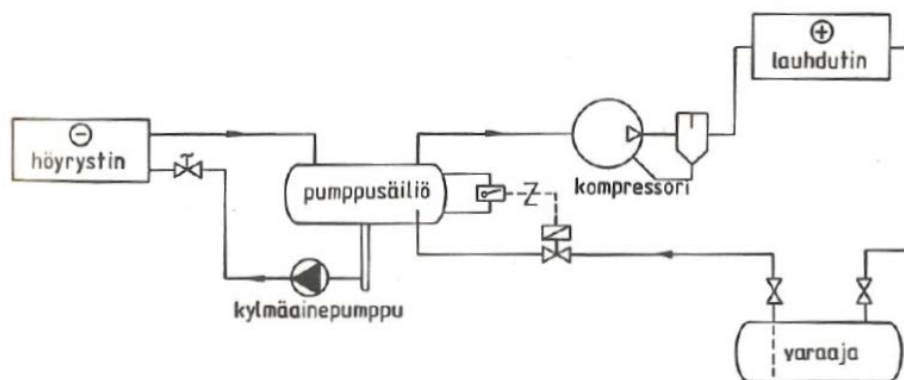 lauhdutin
höyrystin
pumppusäiliö
kompressori
kylmäainepumppu
varaaja